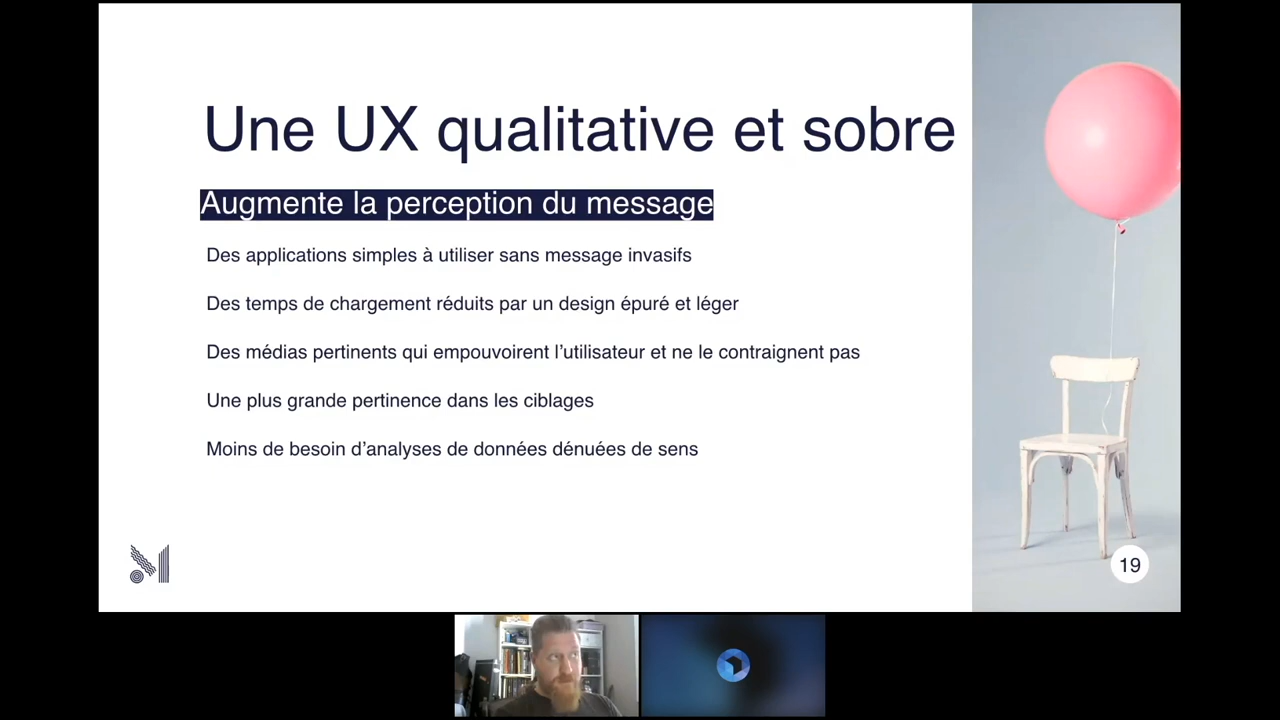 Une UX qualitative et sobre
Augmente la perception du message
Des applications simples à utiliser sans message invasifs
Des temps de chargement réduits par un design épuré et léger
Des médias pertinents qui empouvoirent l’utilisateur et ne le contraignent pas
Une plus grande pertinence dans les ciblages
Moins de besoin d’analyses de données dénuées de sens
19